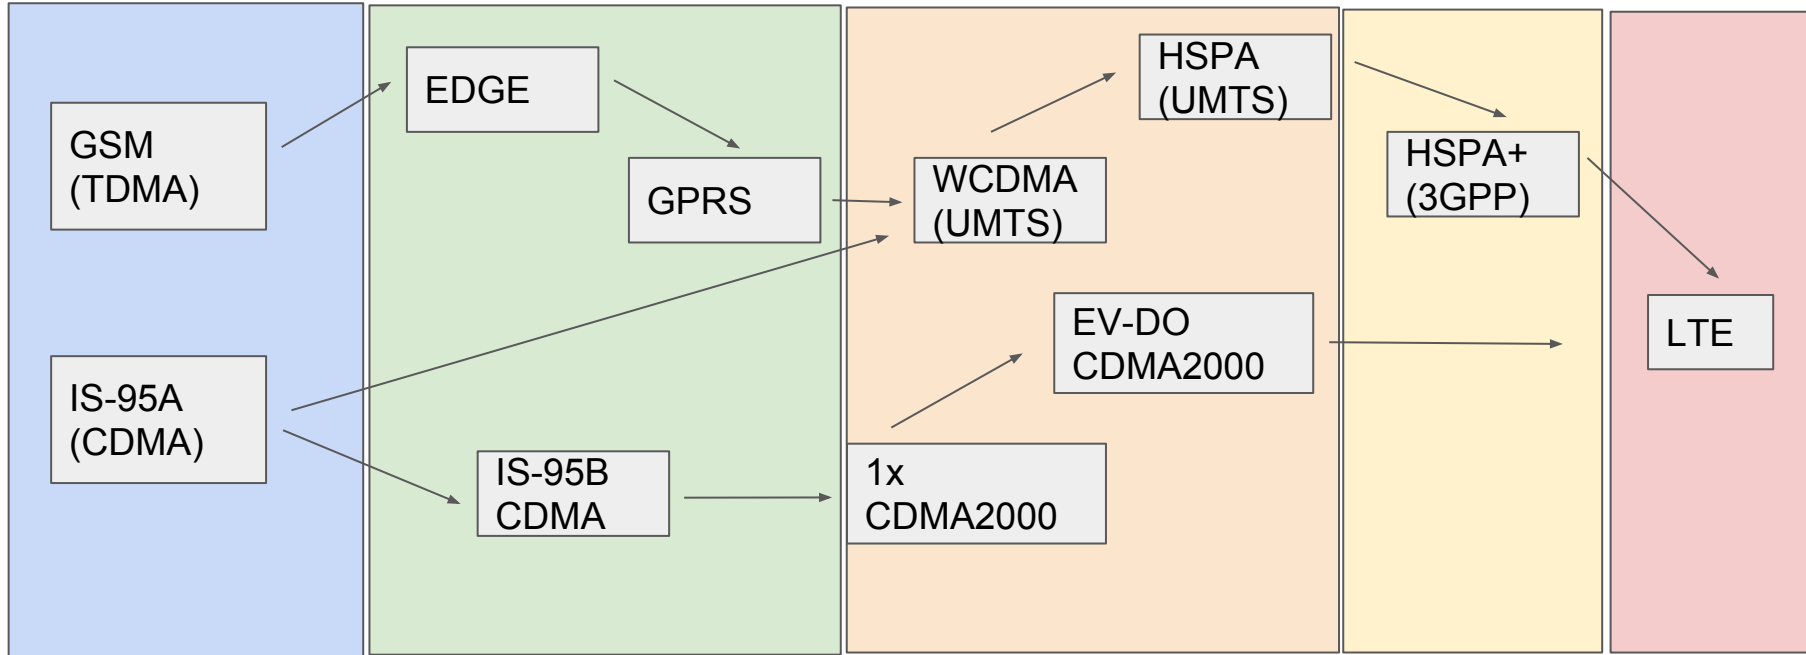 GSM
(TDMA)
IS-95A
(CDMA)
EDGE
GPRS
IS-95B
CDMA
HSPA
(UMTS)
WCDMA
(UMTS)
EV-DO
CDMA2000
1x
CDMA2000
HSPA+
(3GPP)
LTE